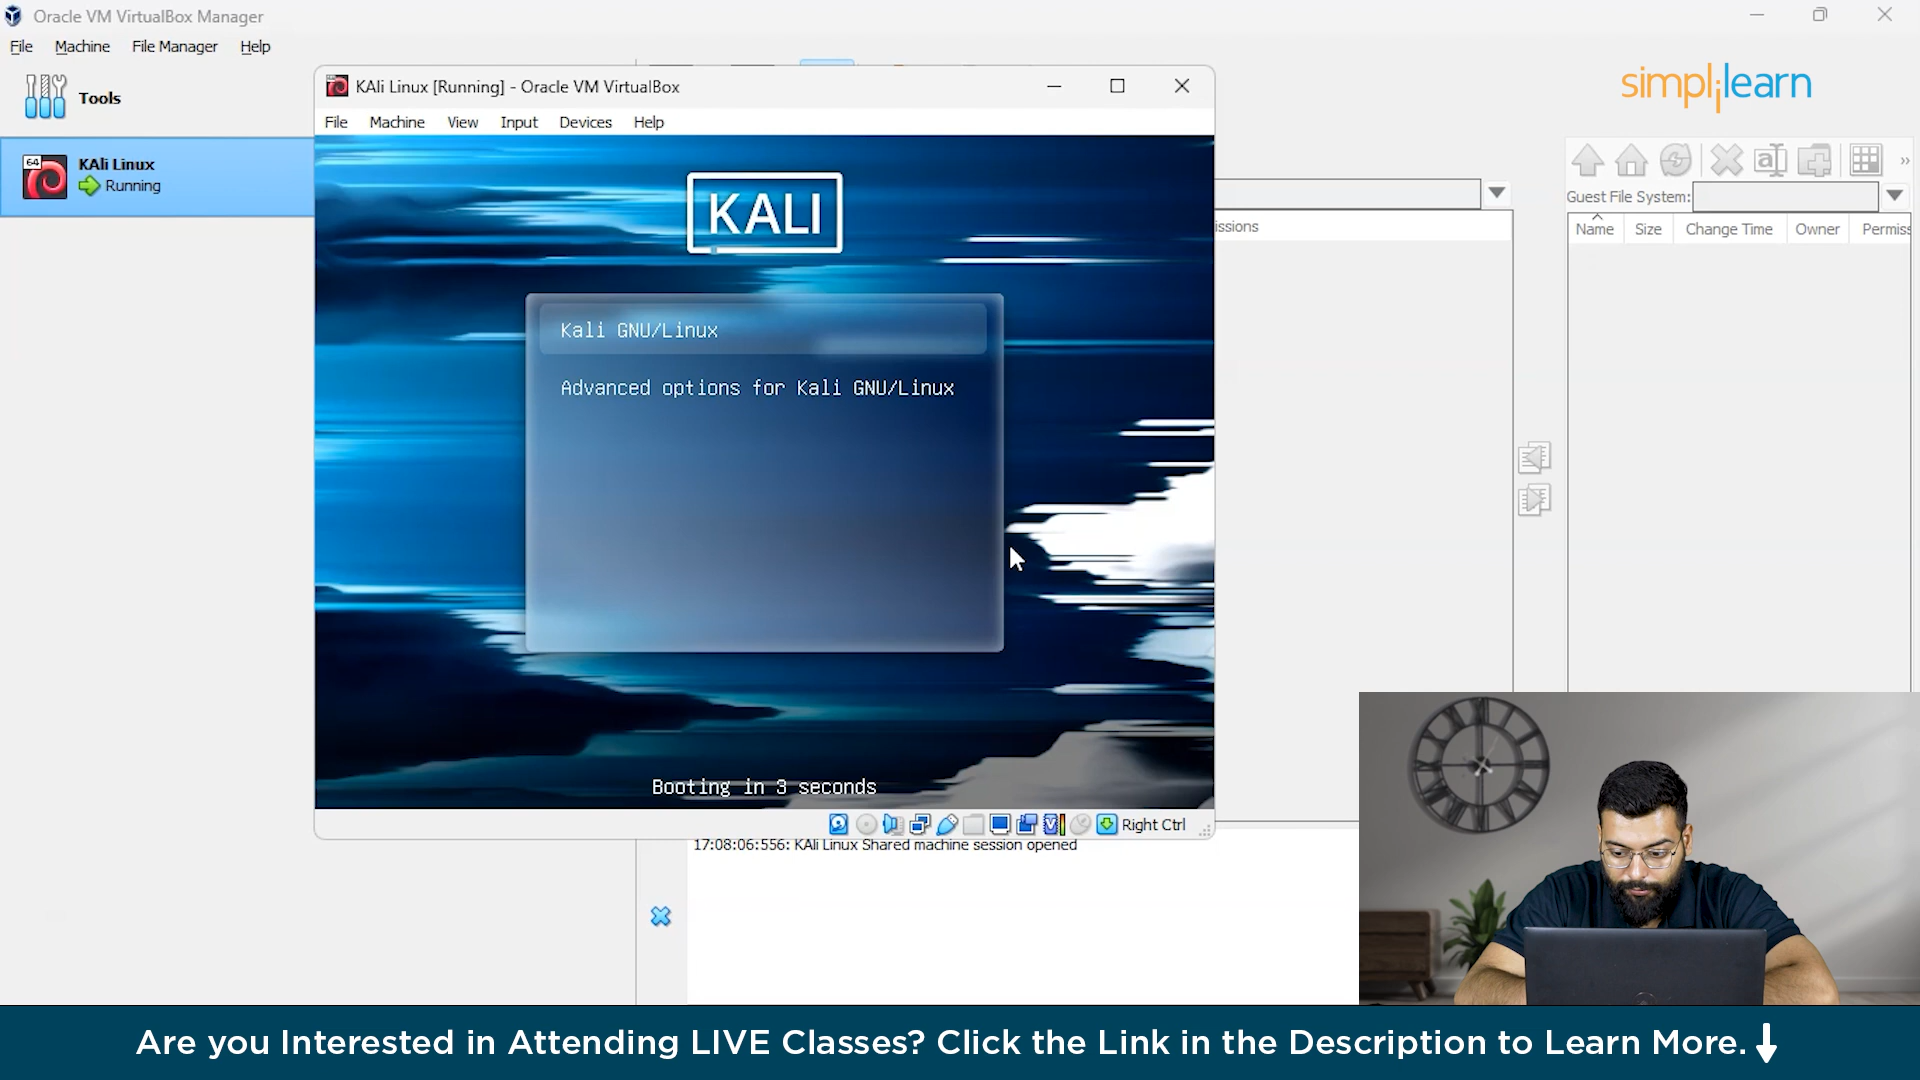 Oracle VM VirtualBox Manager
File Machine File Manager Help
Tools
64
KAli Linux
Running
KAli Linux [Running] - Oracle VM VirtualBox
File Machine View Input Devices Help
KALI
Kali GNU/Linux
Advanced options for Kali GNU/Linux
Booting in 3 seconds
Right Ctrl
simplilearn
issions
Guest File System:
Name Size Change Time Owner Permiss
17:08:06:556: KAli Linux Shared machine session opened
Are you Interested in Attending LIVE Classes? Click the Link in the Description to Learn More.